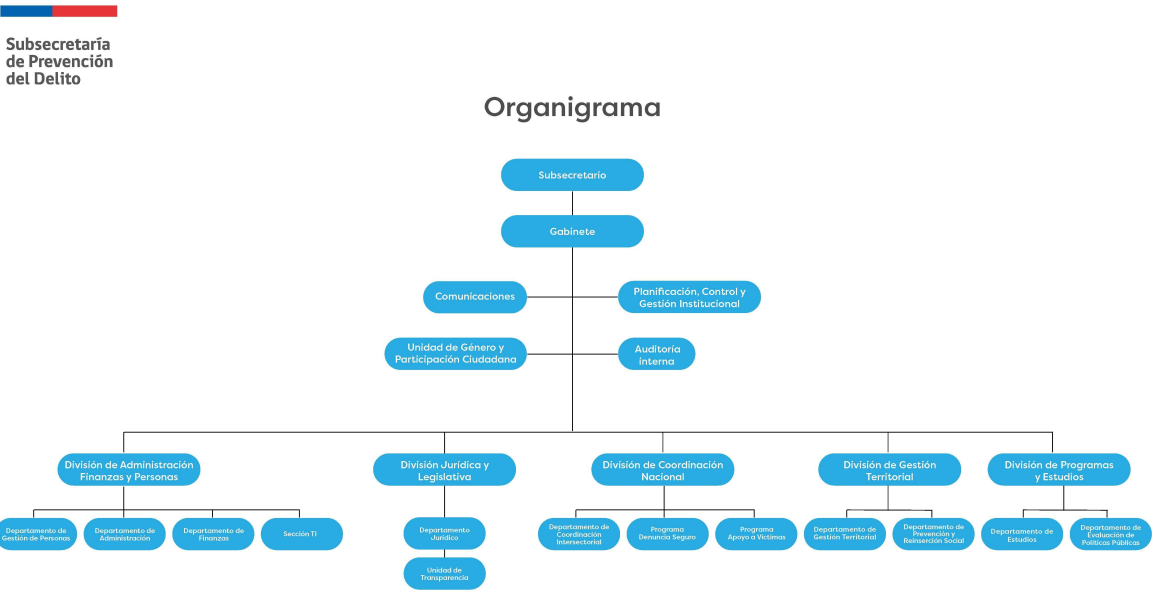 Subsecretaría
de Prevención
del Delito
Organigrama
Subsecretario
Gabinete
Comunicaciones
Planificación, Control y
Gestión Institucional
Unidad de Género y
Participación Ciudadana
Auditoría
interna
División de Administración
Finanzas y Personas
División Jurídica y
Legislativa
División de Coordinación
Nacional
División de Gestión
Territorial
División de Programas
y Estudios
Departamento de
Gestión de Personas
Departamento de
Administración
Departamento de
Finanzas
Sección TI
Departamento
Jurídico
Unidad de
Transparencia
Departamento de
Coordinación
Intersectorial
Programa
Denuncia Seguro
Programa
Apoyo a Víctimas
Departamento de
Gestión Territorial
Departamento de
Prevención y
Reinserción Social
Departamento de
Estudios
Departamento de
Evaluación de
Políticas Públicas